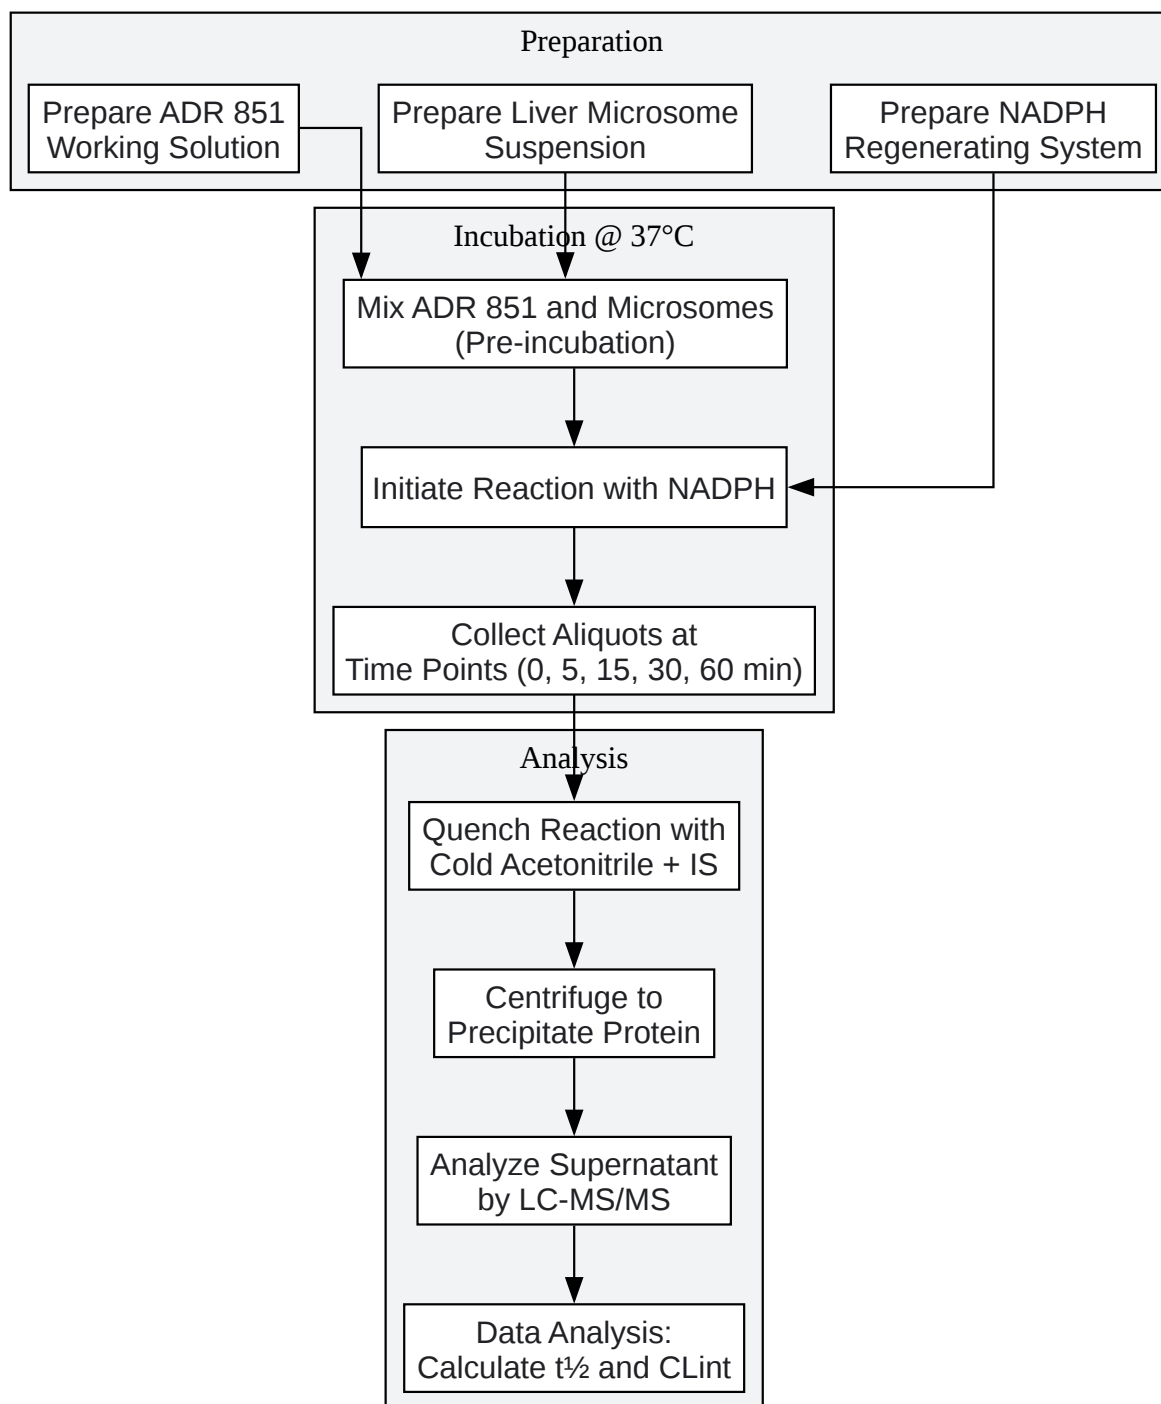 Preparation
Prepare ADR 851
Working Solution
Prepare Liver Microsome
Suspension
Prepare NADPH
Regenerating System
Incubation @ 37°C
Mix ADR 851 and Microsomes
(Pre-incubation)
Initiate Reaction with NADPH
Collect Aliquots at
Time Points (0, 5, 15, 30, 60 min)
Analysis
Quench Reaction with
Cold Acetonitrile + IS
Centrifuge to
Precipitate Protein
Analyze Supernatant
by LC-MS/MS
Data Analysis:
Calculate t½ and CLint